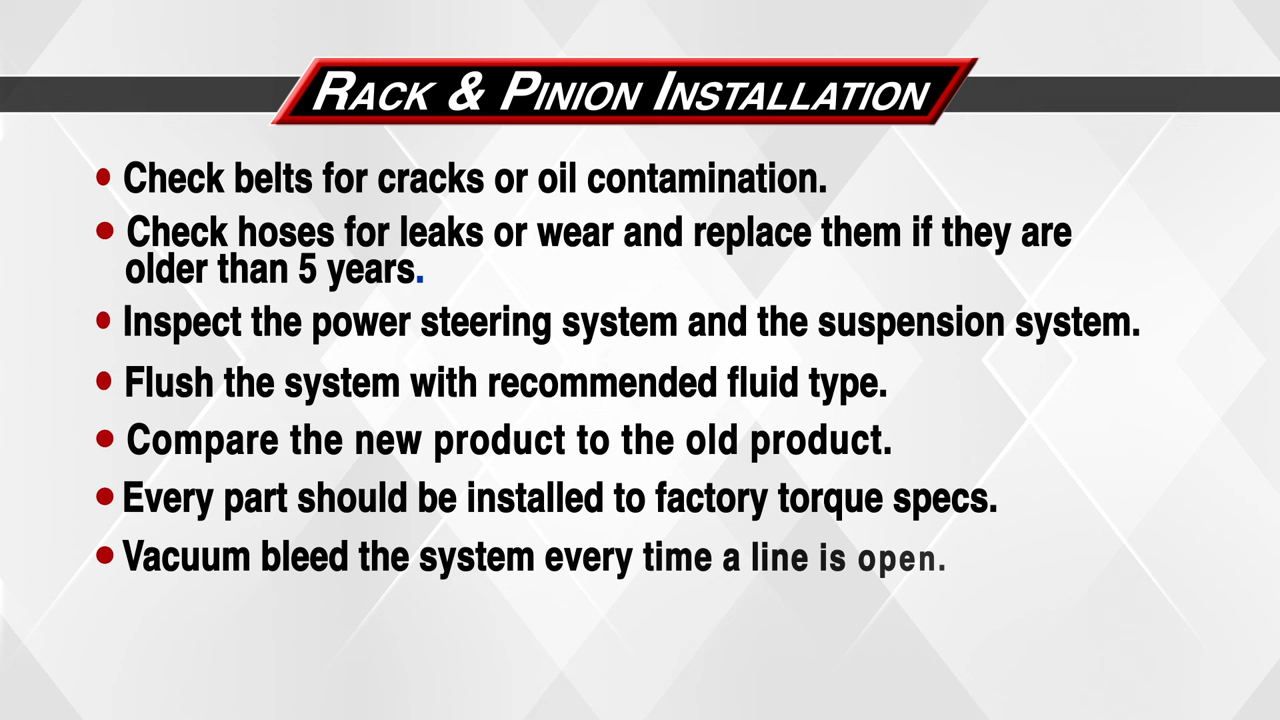 RACK & PINION INSTALLATION
• Check belts for cracks or oil contamination.
• Check hoses for leaks or wear and replace them if they are
older than 5 years.
• Inspect the power steering system and the suspension system.
• Flush the system with recommended fluid type.
• Compare the new product to the old product.
• Every part should be installed to factory torque specs.
• Vacuum bleed the system every time a line is open.